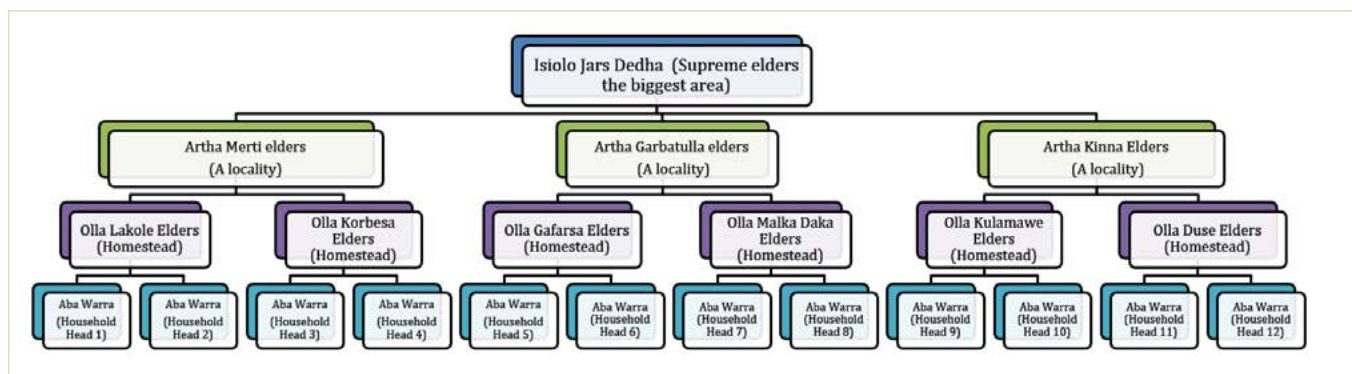 Isiolo Jars Dedha (Supreme elders
the biggest area)
Artha Merti elders
(A locality)
Artha Garbatulla elders
(A locality)
Artha Kinna Elders
(A locality)
Olla Lakole Elders
(Homestead)
Olla Korbesa
Elders
(Homestead)
Olla Gafarsa Elders
(Homestead)
Olla Malka Daka
Elders
(Homestead)
Olla Kulamawe
Elders
(Homestead)
Olla Duse Elders
(Homestead)
Aba Warra
(Household
Head 1)
Aba Warra
(Household
Head 2)
Aba Warra
(Household
Head 3)
Aba Warra
(Household
Head 4)
Aba Warra
(Household
Head 5)
Aba Warra
(Household
Head 6)
Aba Warra
(Household
Head 7)
Aba Warra
(Household
Head 8)
Aba Warra
(Household
Head 9)
Aba Warra
(Household
Head 10)
Aba Warra
(Household
Head 11)
Aba Warra
(Household
Head 12)